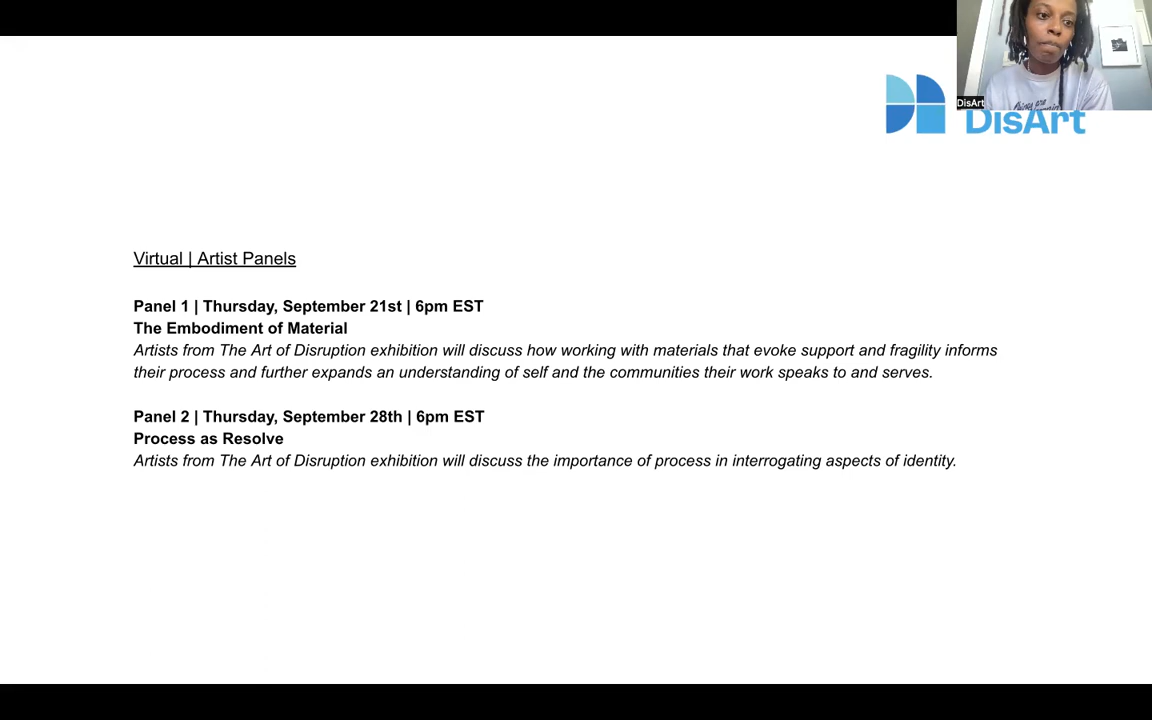 DisArt
DisArt
Virtual | Artist Panels
Panel 1 | Thursday, September 21st | 6pm EST
The Embodiment of Material
Artists from The Art of Disruption exhibition will discuss how working with materials that evoke support and fragility informs
their process and further expands an understanding of self and the communities their work speaks to and serves.
Panel 2 | Thursday, September 28th | 6pm EST
Process as Resolve
Artists from The Art of Disruption exhibition will discuss the importance of process in interrogating aspects of identity.